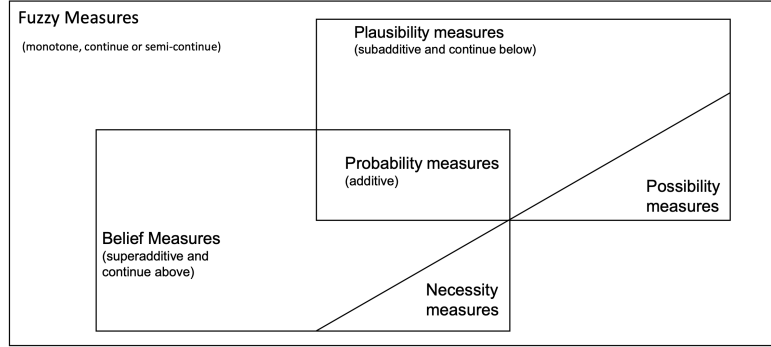 Fuzzy Measures
(monotone, continue or semi-continue)
Plausibility measures
(subadditive and continue below)
Probability measures
(additive)
Possibility
measures
Belief Measures
(superadditive and
continue above)
Necessity
measures